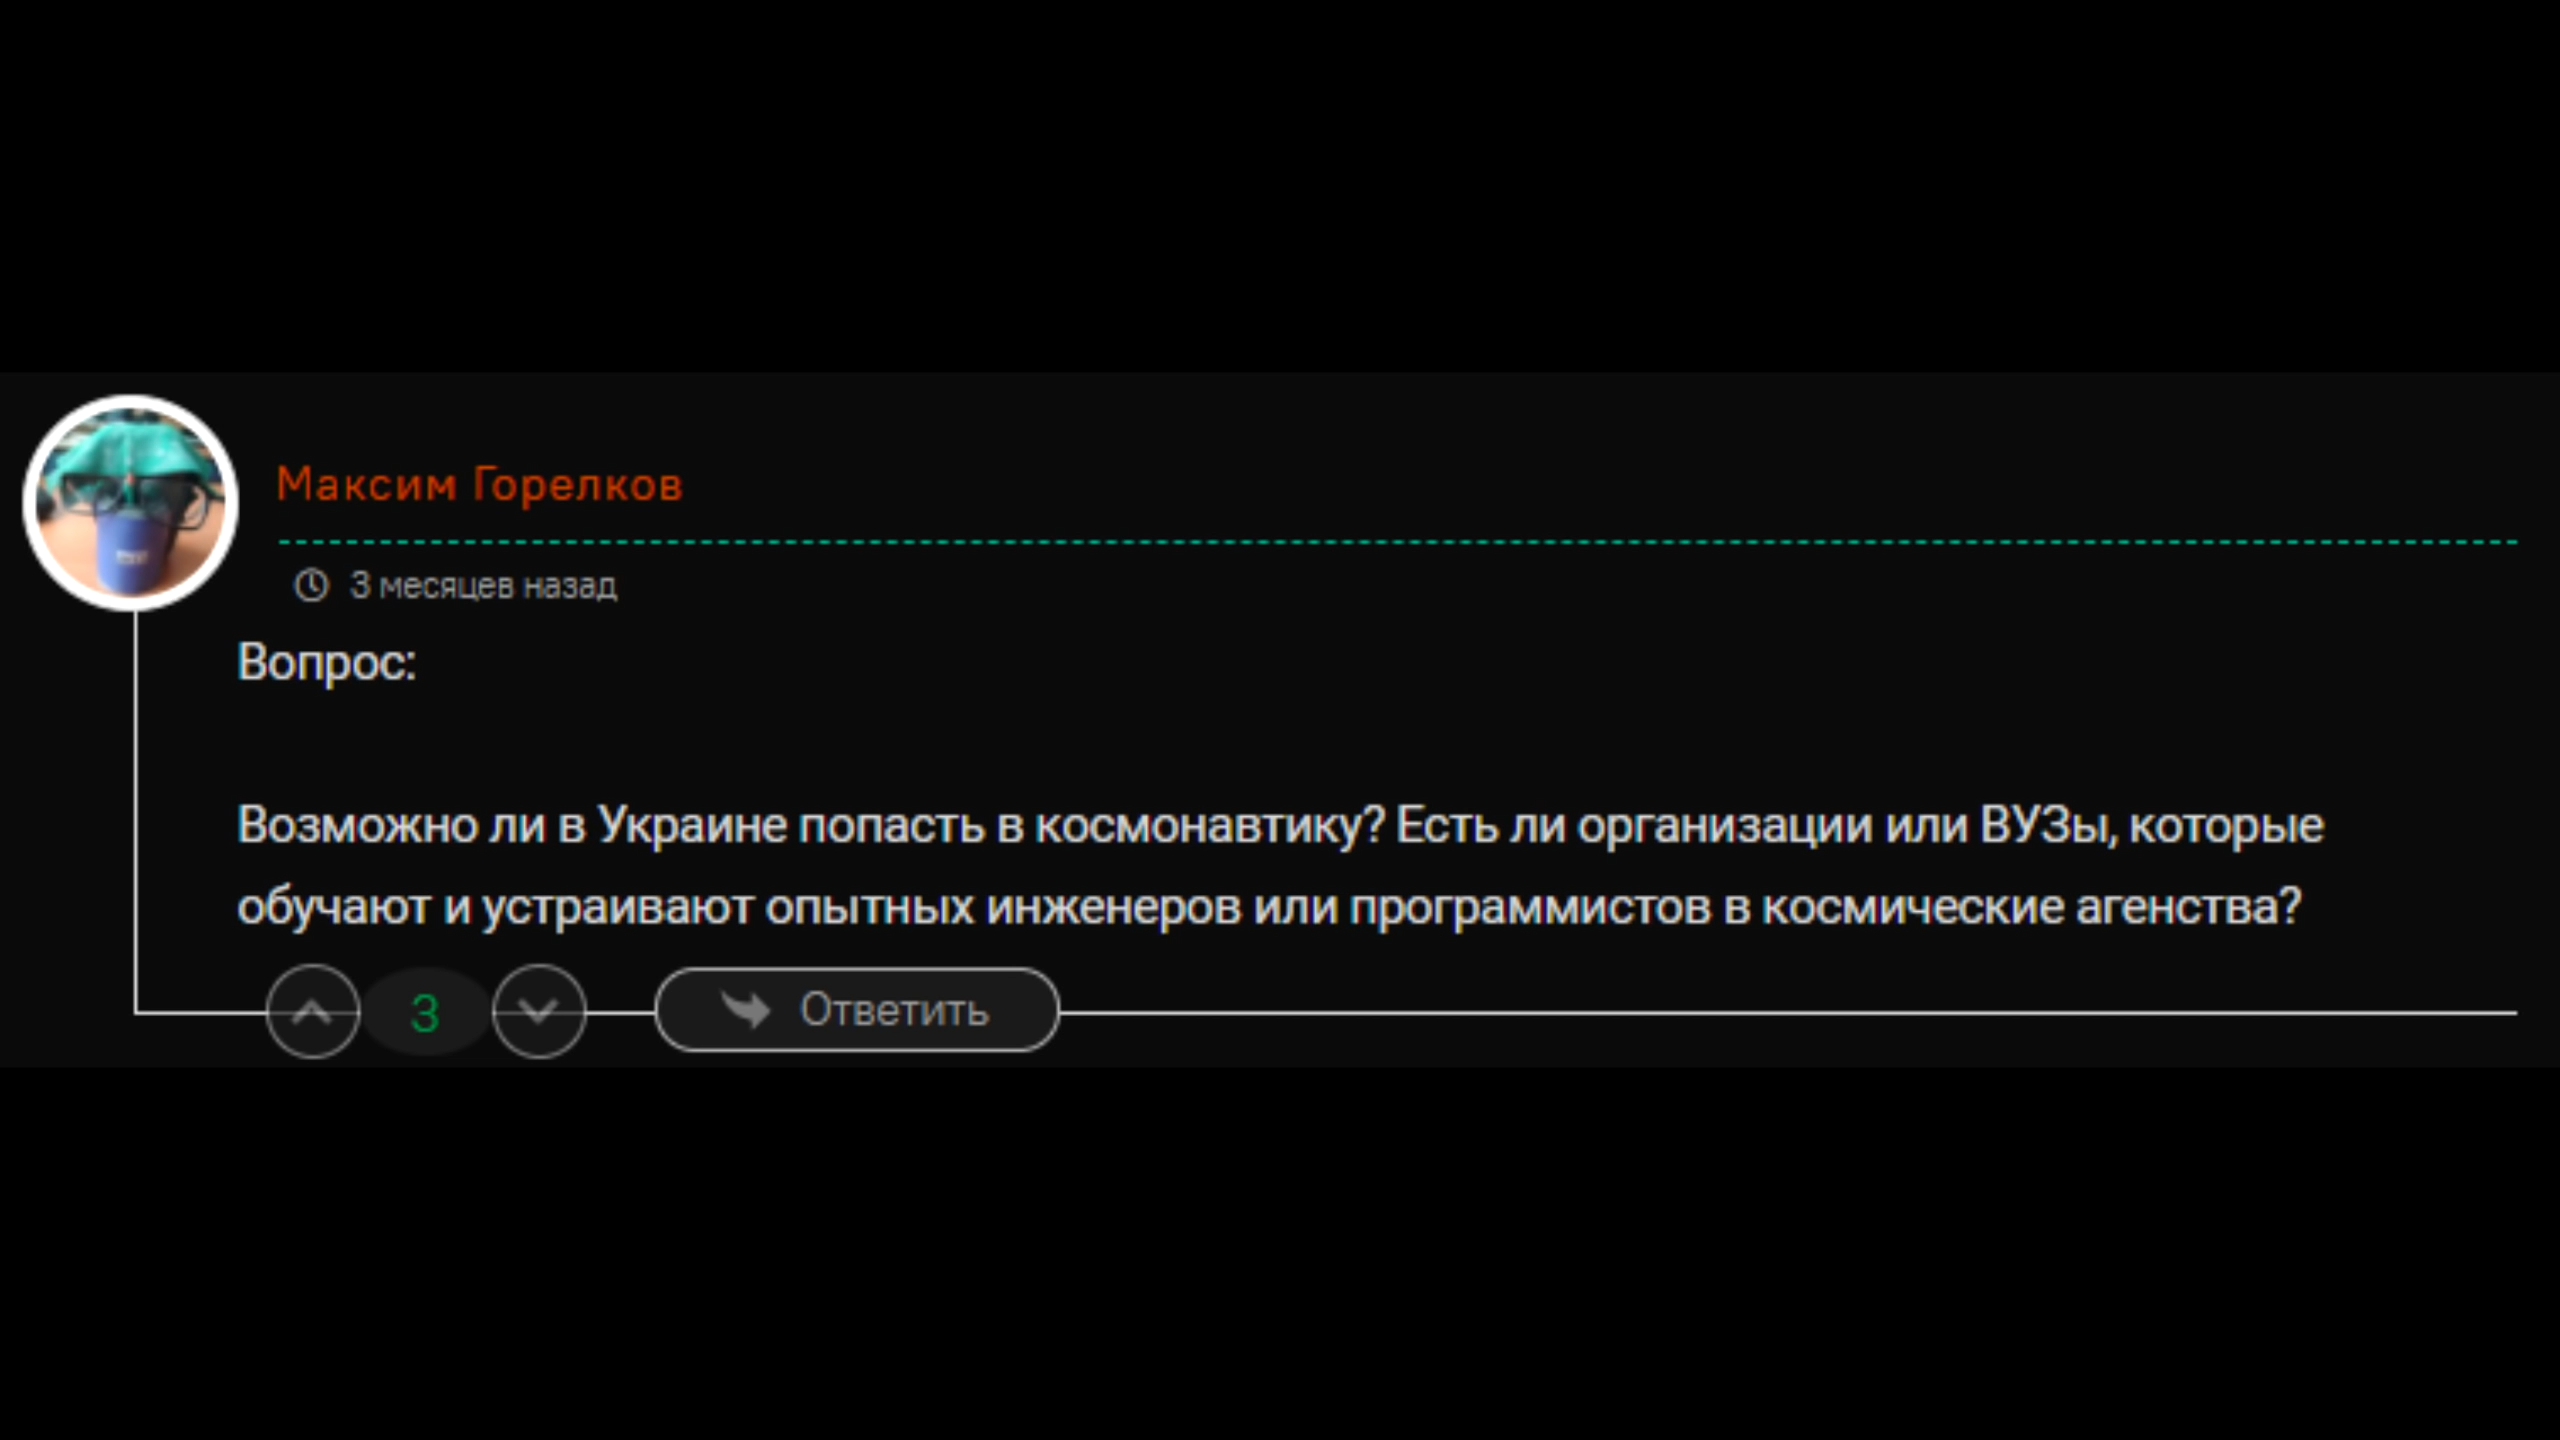 Максим Горелков
3 месяцев назад
Вопрос:
Возможно ли в Украине попасть в космонавтику? Есть ли организации или ВУЗы, которые
обучают и устраивают опытных инженеров или программистов в космические агенства?
3
Ответить